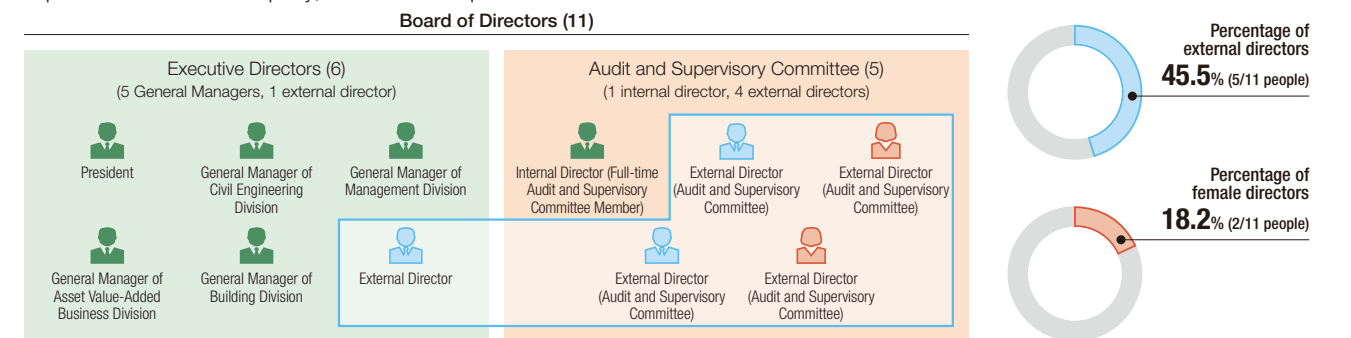 Board of Directors (11)
Executive Directors (6)
(5 General Managers, 1 external director)
President
General Manager of
Civil Engineering
Division
General Manager of
Management Division
General Manager of
Asset Value-Added
Business Division
General Manager of
Building Division
External Director
Audit and Supervisory Committee (5)
(1 internal director, 4 external directors)
Internal Director (Full-time
Audit and Supervisory
Committee Member)
External Director
(Audit and Supervisory
Committee)
External Director
(Audit and Supervisory
Committee)
External Director
(Audit and Supervisory
Committee)
External Director
(Audit and Supervisory
Committee)
Percentage of
external directors
45.5% (5/11 people)
Percentage of
female directors
18.2% (2/11 people)